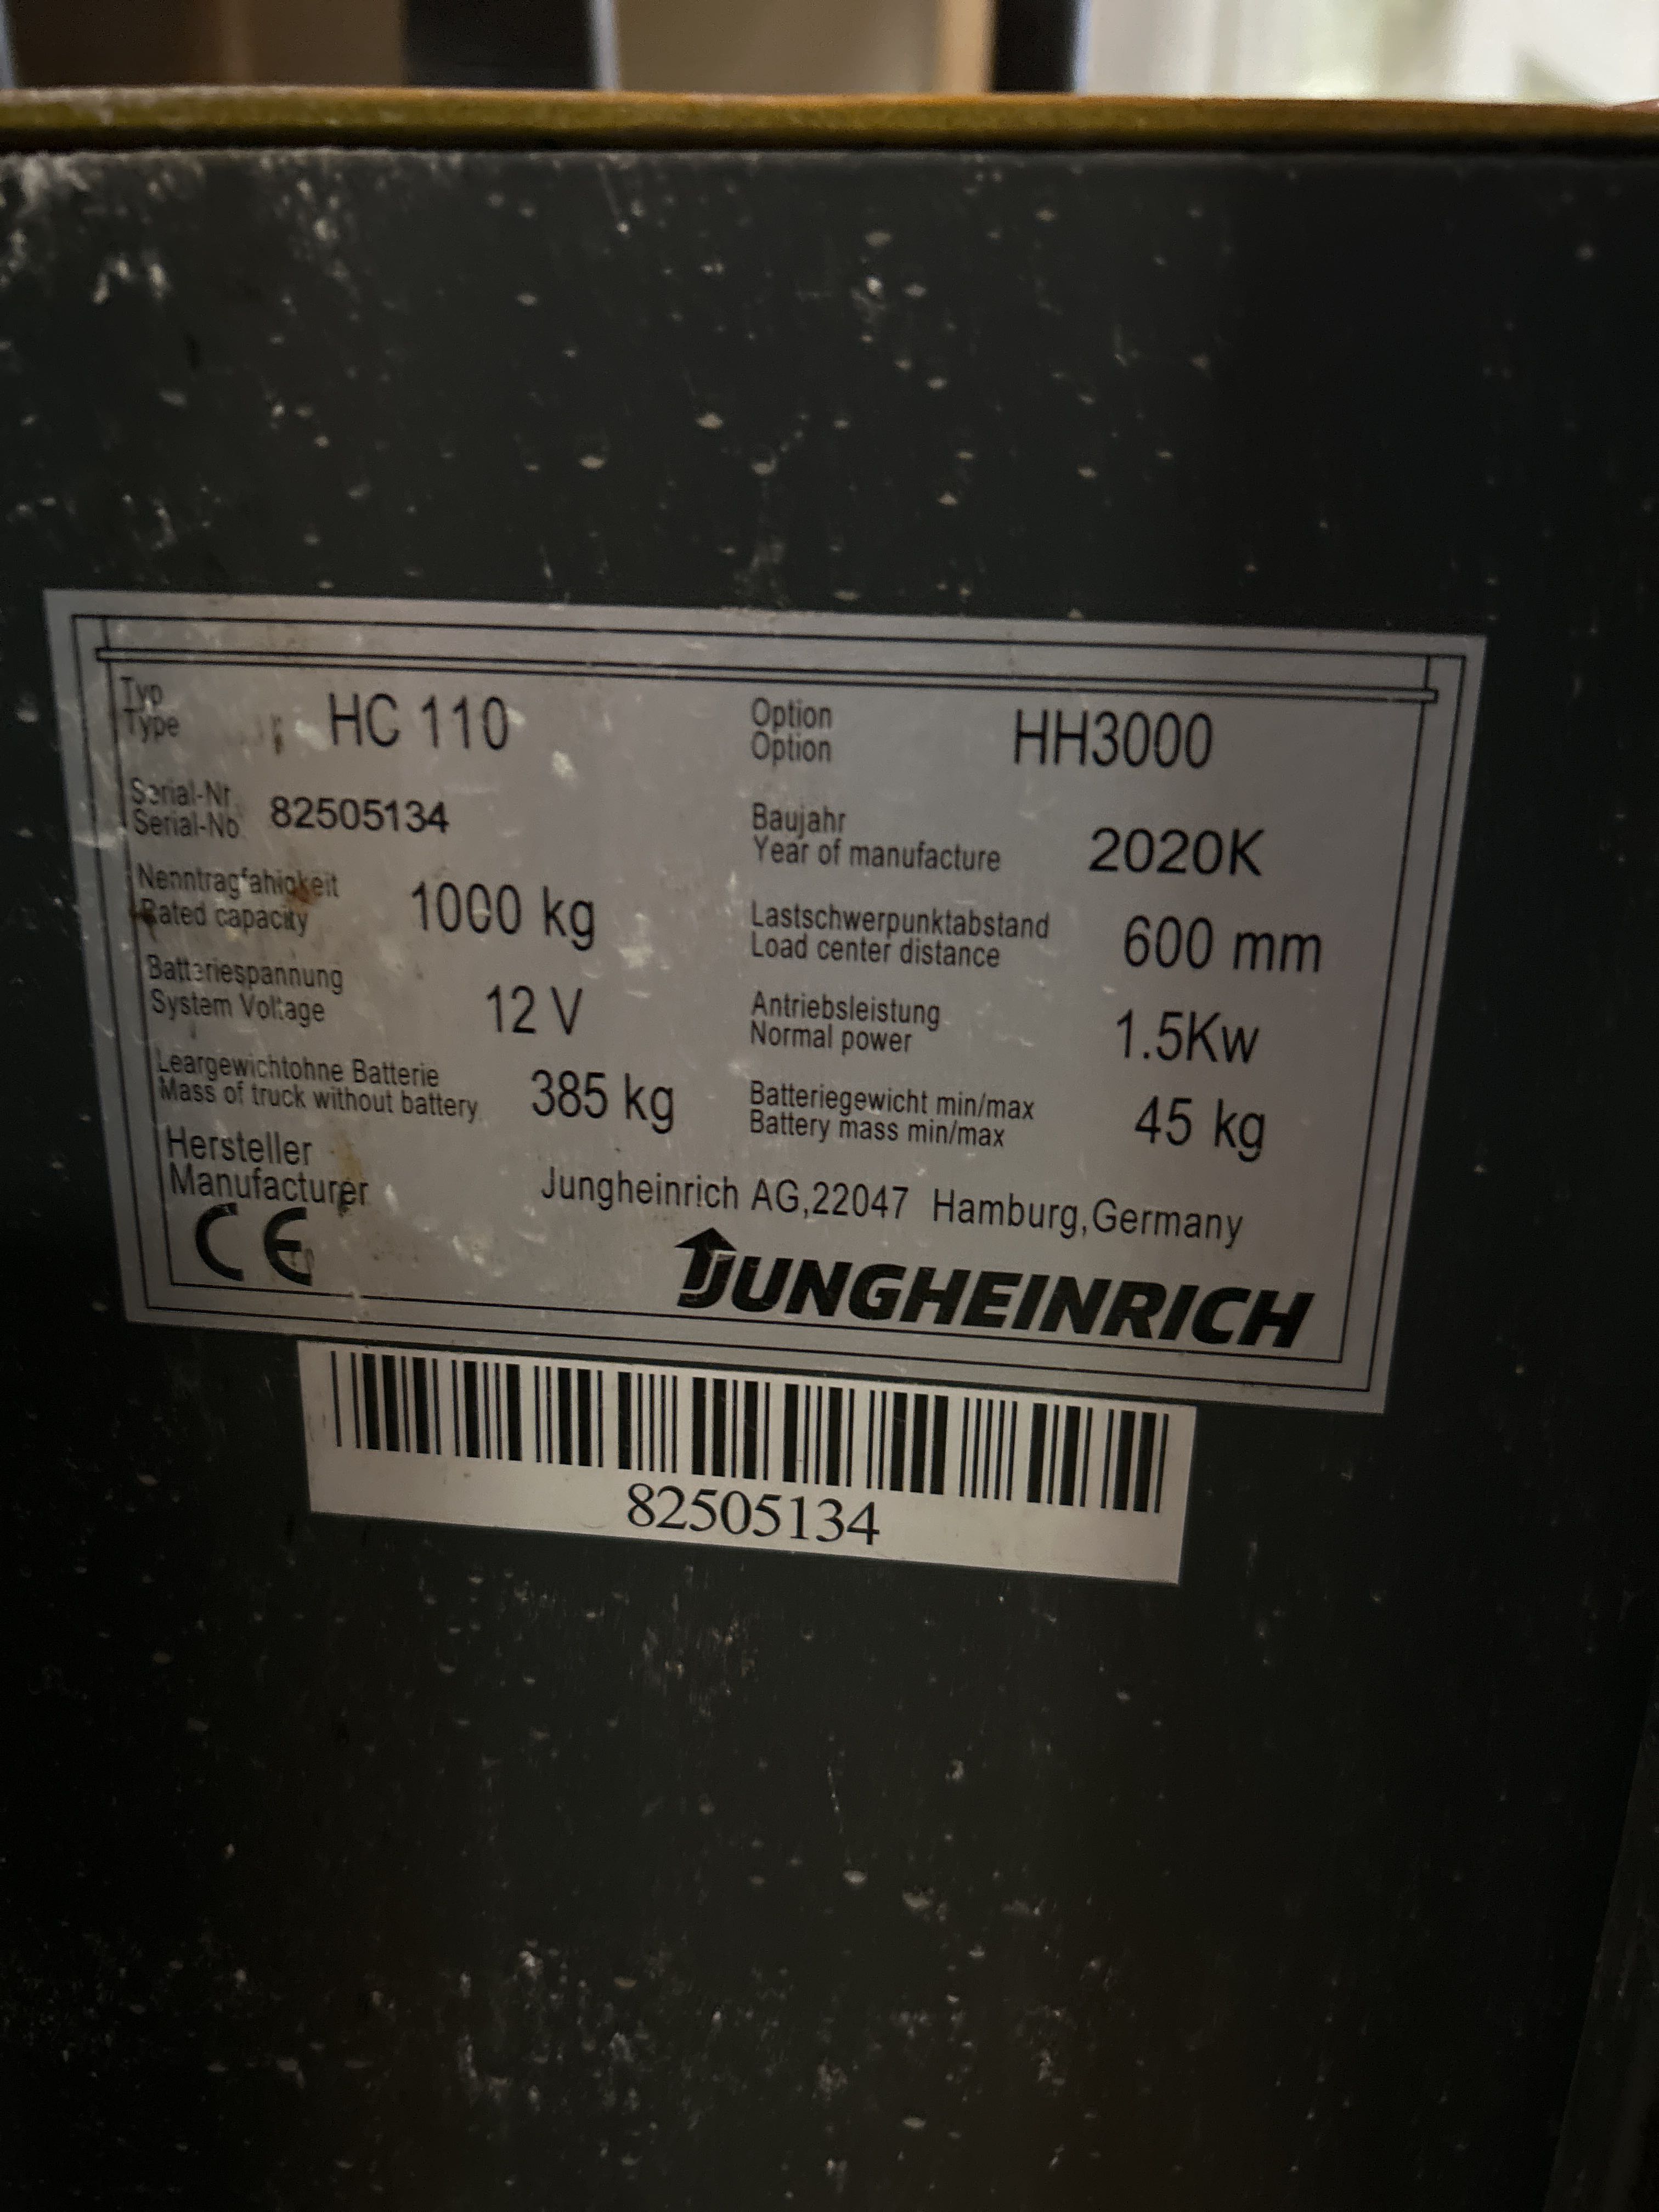 Typ
Type
HC 110
Option
Option
HH3000
Serial-Nr.
Serial-No.
82505134
Baujahr
Year of manufacture
2020K
Nenntragfahigkeit
Rated capacity
1000 kg
Lastschwerpunktabstand
Load center distance
600 mm
Batteriespannung
System Voltage
12 V
Antriebsleistung
Normal power
1.5Kw
Leargewichtohne Batterie
Mass of truck without battery
385 kg
Batteriegewicht min/max
Battery mass min/max
45 kg
Hersteller
Manufacturer
Jungheinrich AG,22047 Hamburg,Germany
CE
JUNGHEINRICH
82505134